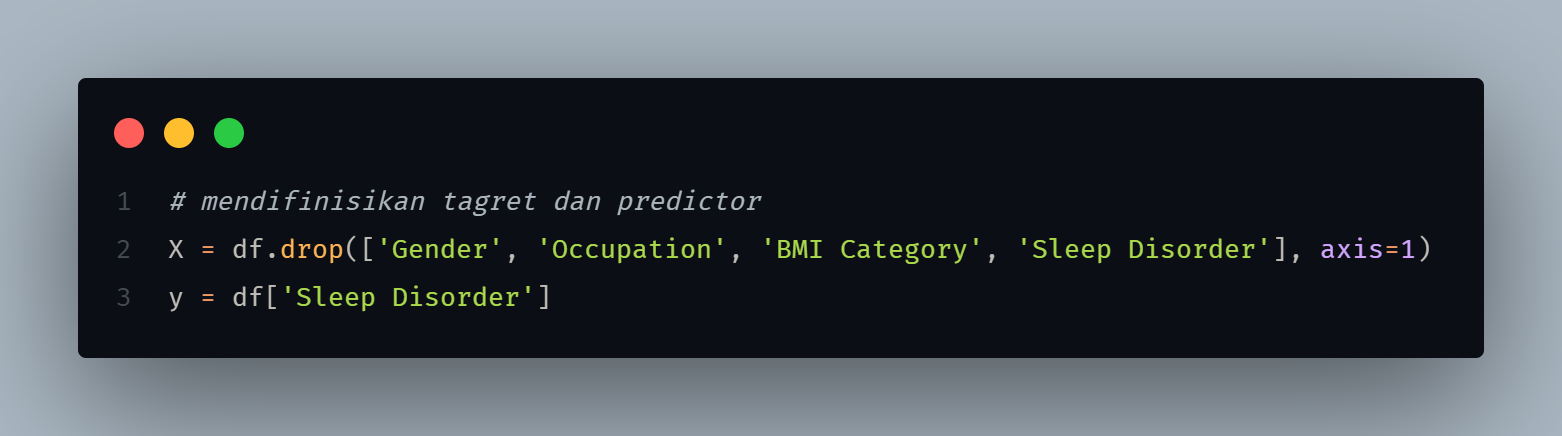 1 # mendifinisikan tagret dan predictor
2 X = df.drop(['Gender', 'Occupation', 'BMI Category', 'Sleep Disorder'], axis=1)
3 y = df['Sleep Disorder']